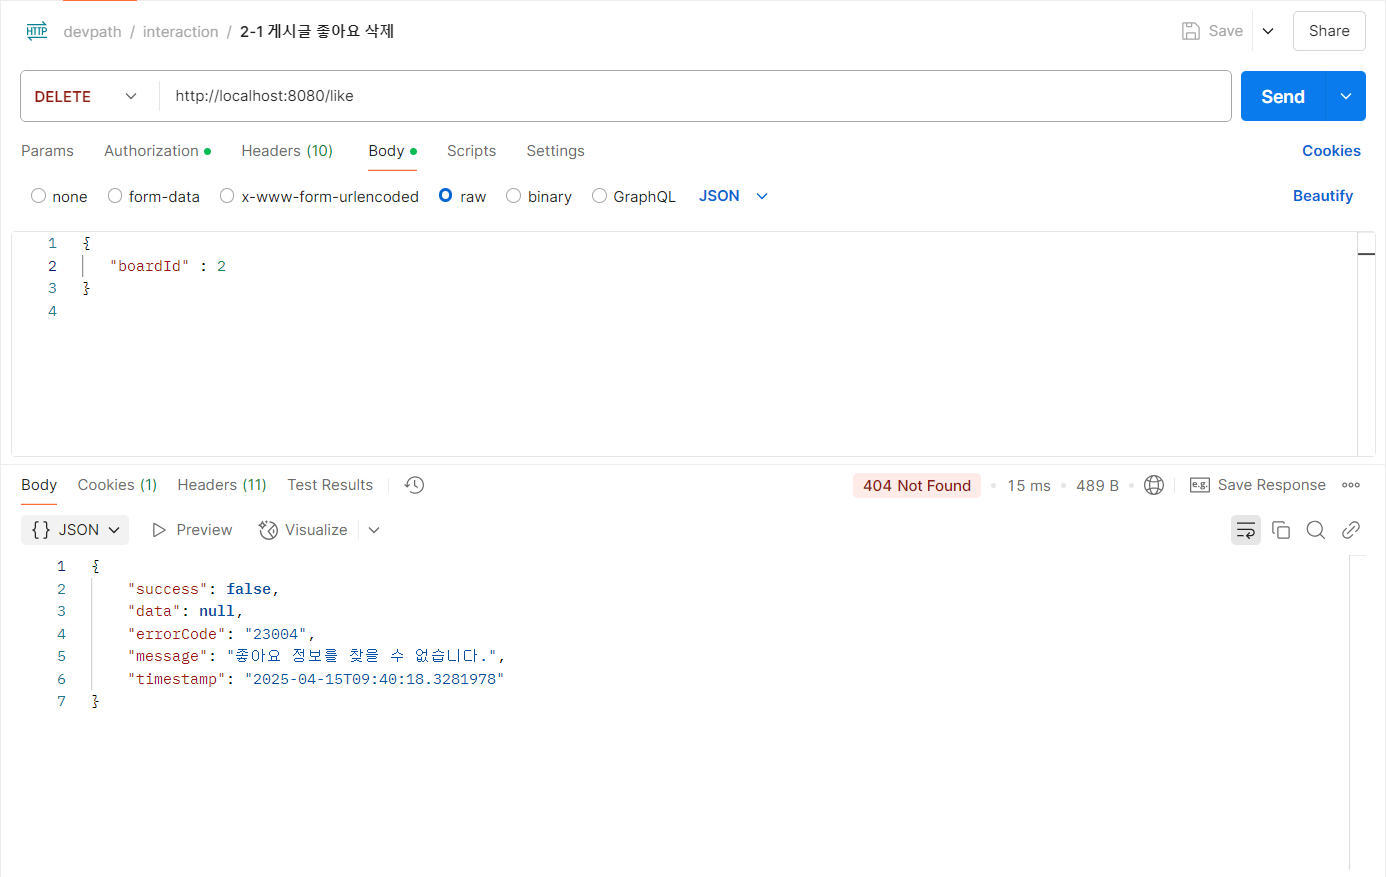 HTTP devpath / interaction / 2-1 게시글 좋아요 삭제 Save Share
DELETE http://localhost:8080/like Send
Params Authorization Headers (10) Body Scripts Settings Cookies
none form-data x-www-form-urlencoded raw binary GraphQL JSON Beautify
1 {
2 "boardId" : 2
3 }
4
Body Cookies (1) Headers (11) Test Results 404 Not Found 15 ms 489 B e.g. Save Response
{} JSON Preview Visualize
1 {
2 "success": false,
3 "data": null,
4 "errorCode": "23004",
5 "message": "좋아요 정보를 찾을 수 없습니다.",
6 "timestamp": "2025-04-15T09:40:18.3281978"
7 }